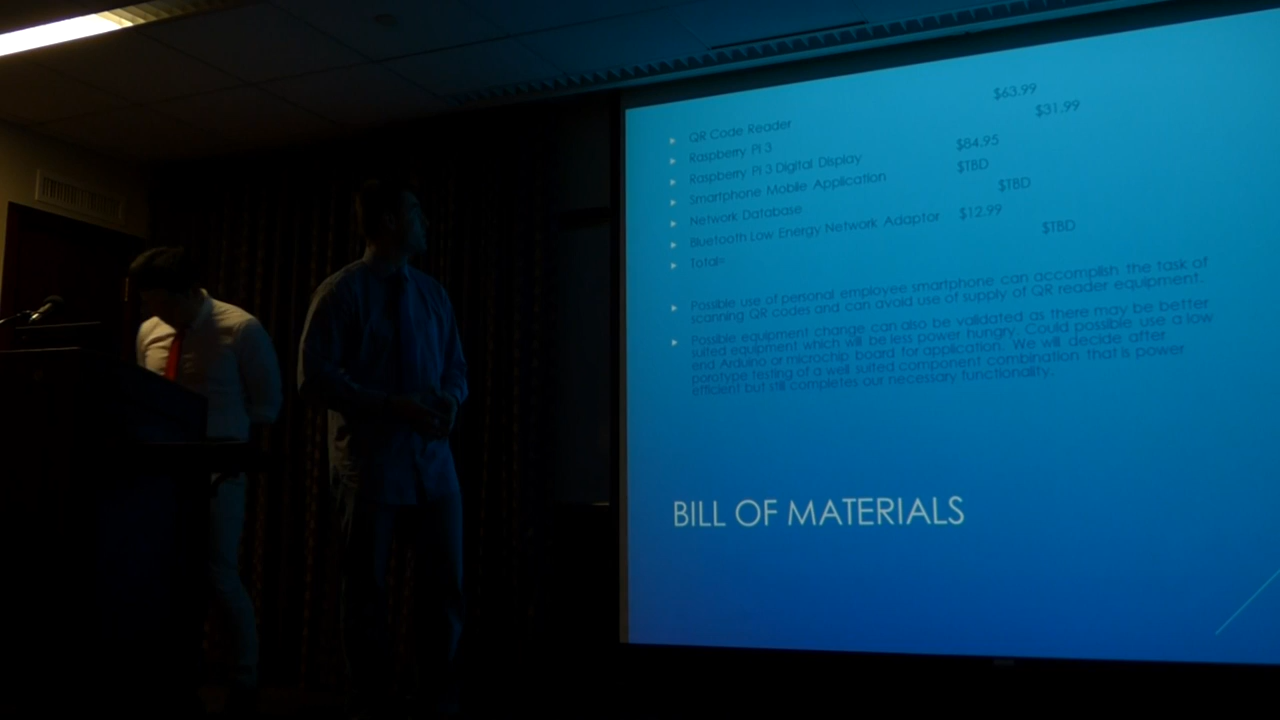 QR Code Reader $63.99
Raspberry Pi 3 $31.99
Raspberry Pi 3 Digital Display $84.95
Smartphone Mobile Application $TBD
Network Database $TBD
Bluetooth Low Energy Network Adaptor $12.99
Total= $TBD
Possible use of personal employee smartphone can accomplish the task of
scanning QR codes and can avoid use of supply of QR reader equipment.
Possible equipment change can also be validated as there may be better
suited equipment which will be less power hungry. Could possible use a low
end Arduino or microchip board for application. We will decide after
porotype testing of a well suited component combination that is power
efficient but still completes our necessary functionality.
BILL OF MATERIALS